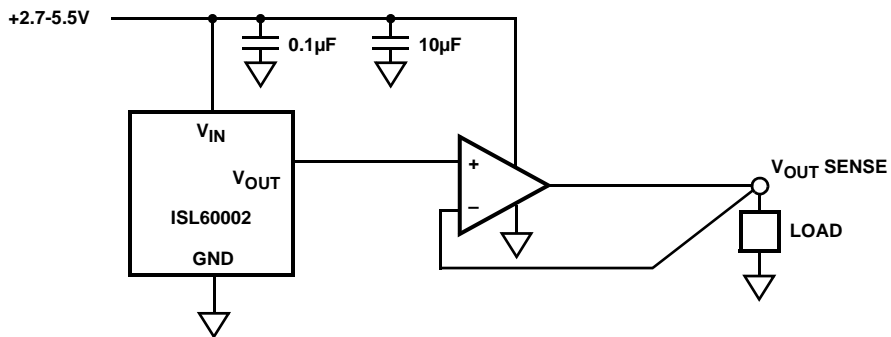 +2.7-5.5V
0.1µF
10µF
VIN
VOUT
ISL60002
GND
+
–
VOUT SENSE
LOAD